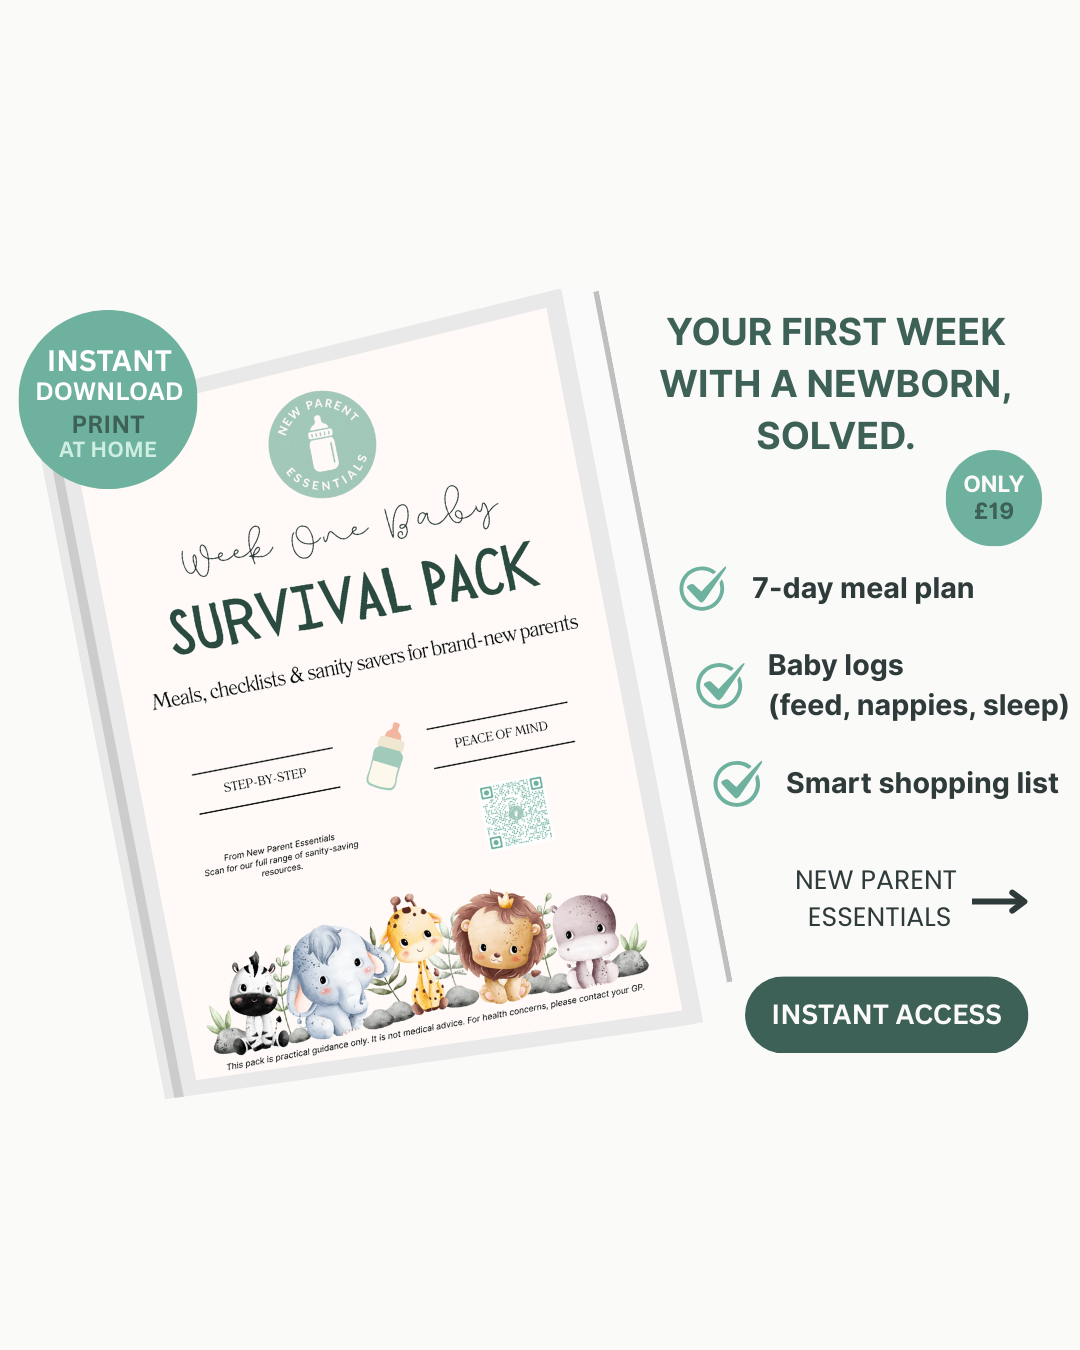 INSTANT
DOWNLOAD
PRINT
AT HOME
NEW PARENT
ESSENTIALS
Week One Baby
SURVIVAL PACK
Meals, checklists & sanity savers for brand-new parents
STEP-BY-STEP
PEACE OF MIND
From New Parent Essentials
Scan for our full range of sanity-saving
resources.
This pack is practical guidance only. It is not medical advice. For health concerns, please contact your GP.
YOUR FIRST WEEK
WITH A NEWBORN,
SOLVED.
ONLY
£19
7-day meal plan
Baby logs
(feed, nappies, sleep)
Smart shopping list
NEW PARENT
ESSENTIALS
INSTANT ACCESS